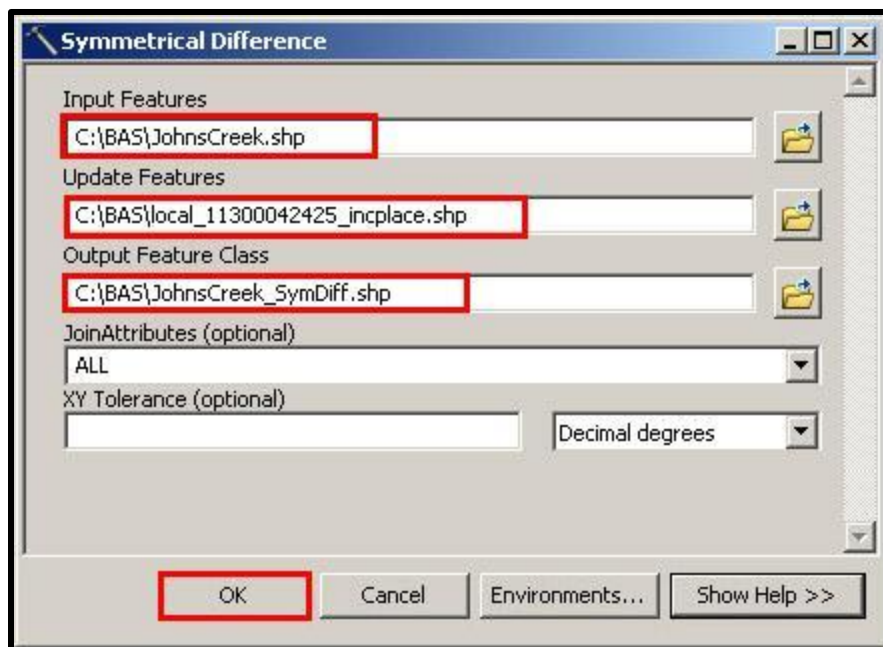 Symmetrical Difference
Input Features
C:\BAS\JohnsCreek.shp
Update Features
C:\BAS\local_11300042425_incplace.shp
Output Feature Class
C:\BAS\JohnsCreek_SymDiff.shp
JoinAttributes (optional)
ALL
XY Tolerance (optional)
Decimal degrees
OK Cancel Environments... Show Help >>